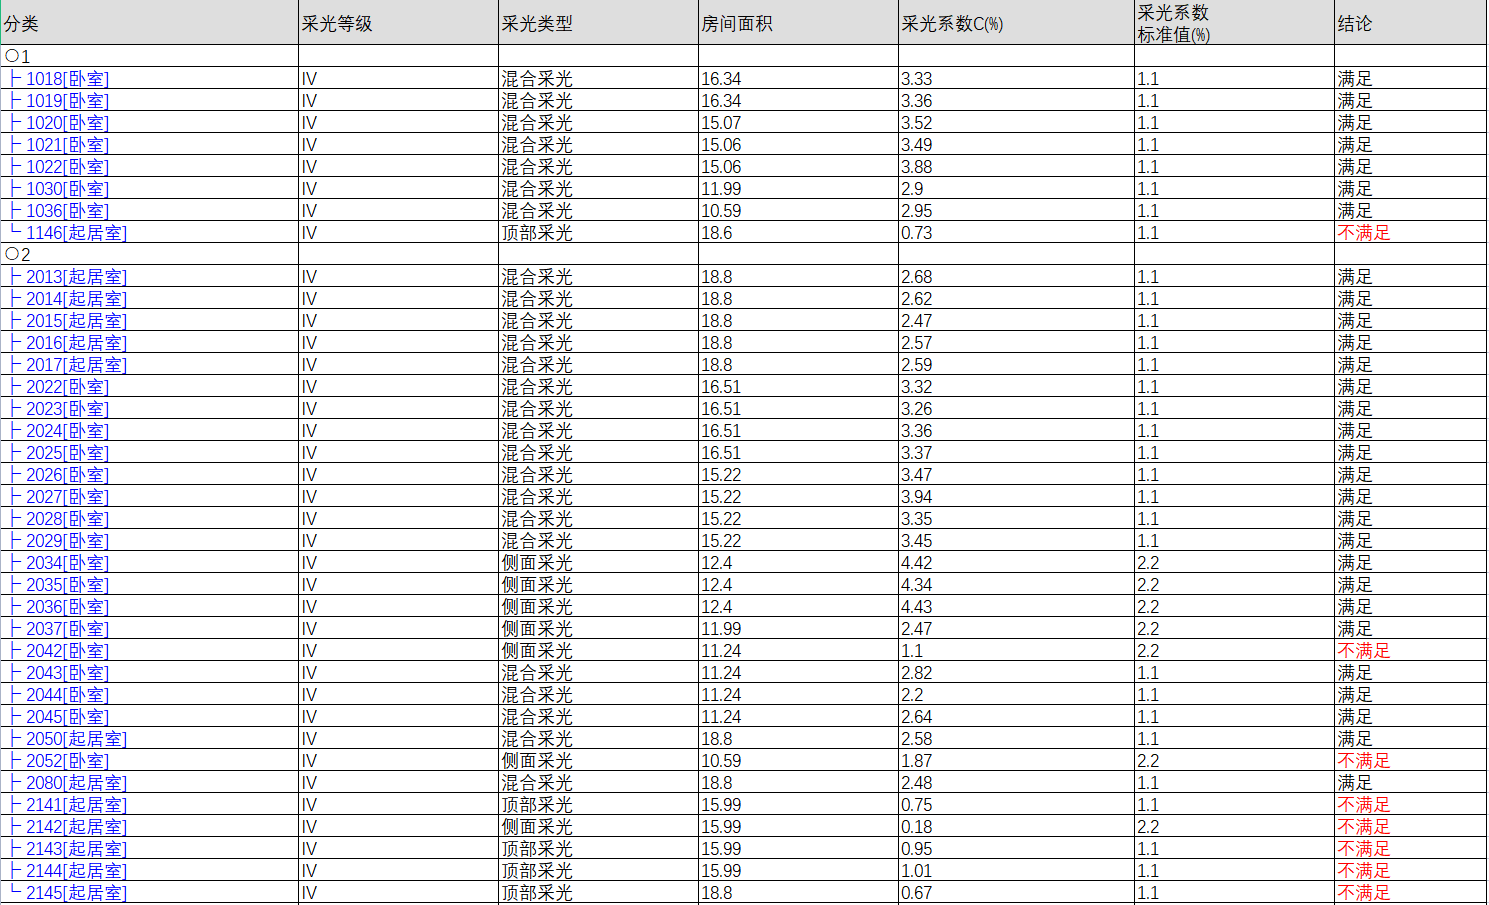 分类 采光等级 采光类型 房间面积 采光系数C(%) 采光系数标准值(%) 结论
○1
├ 1018[卧室] IV 混合采光 16.34 3.33 1.1 满足
├ 1019[卧室] IV 混合采光 16.34 3.36 1.1 满足
├ 1020[卧室] IV 混合采光 15.07 3.52 1.1 满足
├ 1021[卧室] IV 混合采光 15.06 3.49 1.1 满足
├ 1022[卧室] IV 混合采光 15.06 3.88 1.1 满足
├ 1030[卧室] IV 混合采光 11.99 2.9 1.1 满足
├ 1036[卧室] IV 混合采光 10.59 2.95 1.1 满足
└ 1146[起居室] IV 顶部采光 18.6 0.73 1.1 不满足
○2
├ 2013[起居室] IV 混合采光 18.8 2.68 1.1 满足
├ 2014[起居室] IV 混合采光 18.8 2.62 1.1 满足
├ 2015[起居室] IV 混合采光 18.8 2.47 1.1 满足
├ 2016[起居室] IV 混合采光 18.8 2.57 1.1 满足
├ 2017[起居室] IV 混合采光 18.8 2.59 1.1 满足
├ 2022[卧室] IV 混合采光 16.51 3.32 1.1 满足
├ 2023[卧室] IV 混合采光 16.51 3.26 1.1 满足
├ 2024[卧室] IV 混合采光 16.51 3.36 1.1 满足
├ 2025[卧室] IV 混合采光 16.51 3.37 1.1 满足
├ 2026[卧室] IV 混合采光 15.22 3.47 1.1 满足
├ 2027[卧室] IV 混合采光 15.22 3.94 1.1 满足
├ 2028[卧室] IV 混合采光 15.22 3.35 1.1 满足
├ 2029[卧室] IV 混合采光 15.22 3.45 1.1 满足
├ 2034[卧室] IV 侧面采光 12.4 4.42 2.2 满足
├ 2035[卧室] IV 侧面采光 12.4 4.34 2.2 满足
├ 2036[卧室] IV 侧面采光 12.4 4.43 2.2 满足
├ 2037[卧室] IV 侧面采光 11.99 2.47 2.2 满足
├ 2042[卧室] IV 侧面采光 11.24 1.1 2.2 不满足
├ 2043[卧室] IV 混合采光 11.24 2.82 1.1 满足
├ 2044[卧室] IV 混合采光 11.24 2.2 1.1 满足
├ 2045[卧室] IV 混合采光 11.24 2.64 1.1 满足
├ 2050[起居室] IV 混合采光 18.8 2.58 1.1 满足
├ 2052[卧室] IV 侧面采光 10.59 1.87 2.2 不满足
├ 2080[起居室] IV 混合采光 18.8 2.48 1.1 满足
├ 2141[起居室] IV 顶部采光 15.99 0.75 1.1 不满足
├ 2142[起居室] IV 侧面采光 15.99 0.18 2.2 不满足
├ 2143[起居室] IV 顶部采光 15.99 0.95 1.1 不满足
├ 2144[起居室] IV 顶部采光 15.99 1.01 1.1 不满足
└ 2145[起居室] IV 顶部采光 18.8 0.67 1.1 不满足